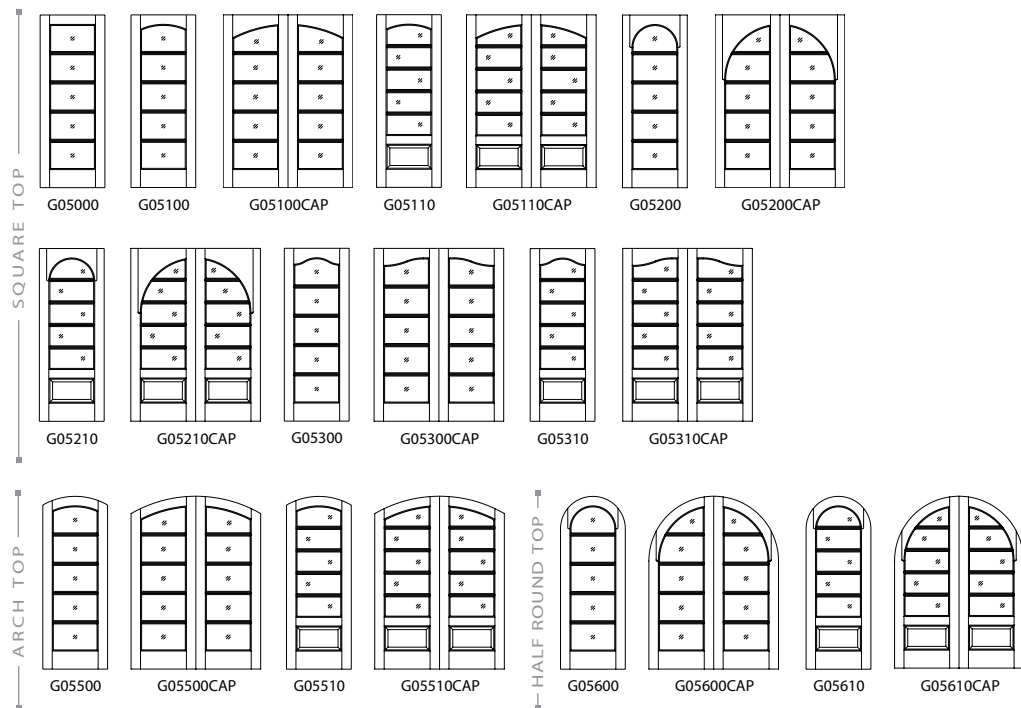 SQUARE TOP
G05000 G05100 G05100CAP G05110 G05110CAP G05200 G05200CAP
G05210 G05210CAP G05300 G05300CAP G05310 G05310CAP
ARCH TOP
G05500 G05500CAP G05510 G05510CAP
HALF ROUND TOP
G05600 G05600CAP G05610 G05610CAP